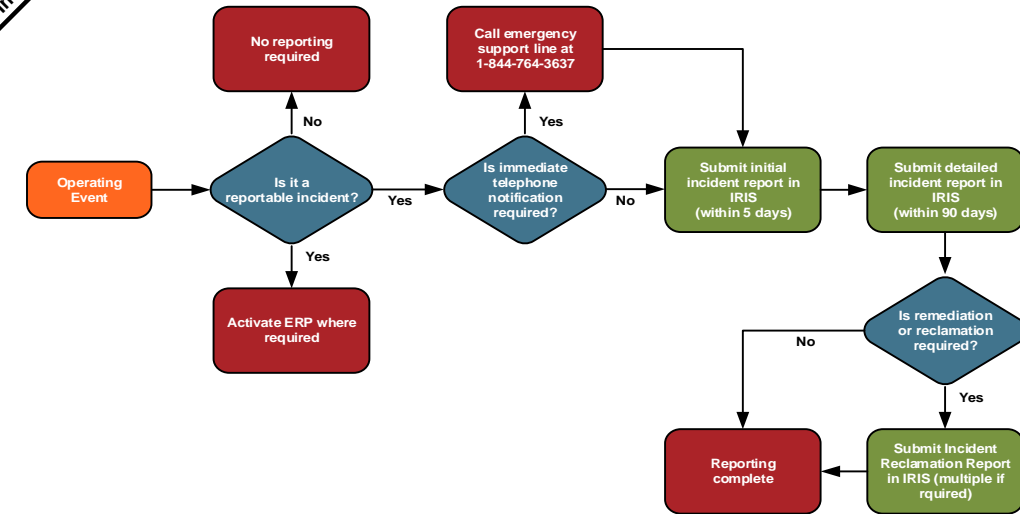 No reporting
required
Call emergency
support line at
1-844-764-3637
No
Yes
Operating
Event
Is it a
reportable incident?
Yes
Is immediate
telephone
notification
required?
No
Submit initial
incident report in
IRIS
(within 5 days)
Submit detailed
incident report in
IRIS
(within 90 days)
Yes
Activate ERP where
required
Is remediation
or reclamation
required?
No
Yes
Reporting
complete
Submit Incident
Reclamation Report
in IRIS (multiple if
rquired)